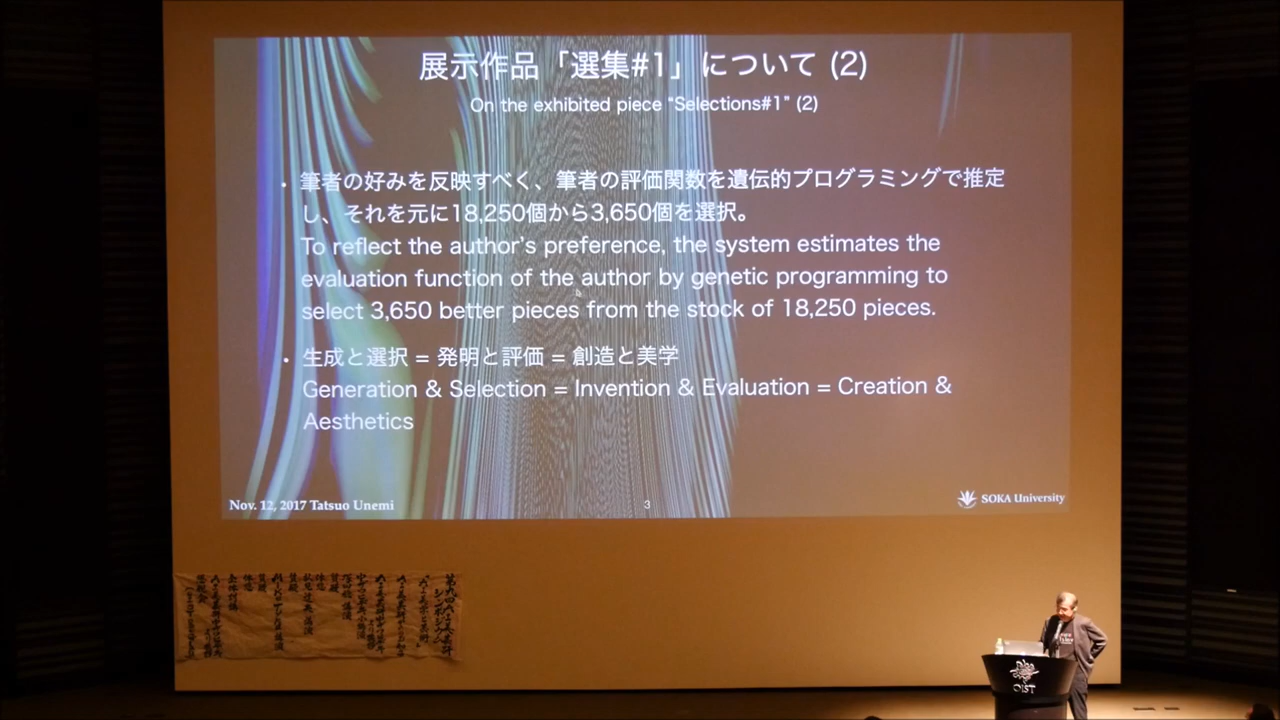 展示作品「選集#1」について (2)
On the exhibited piece “Selections#1” (2)
• 筆者の好みを反映すべく、筆者の評価関数を遺伝的プログラミングで推定
し、それを元に18,250個から3,650個を選択。
To reflect the author’s preference, the system estimates the
evaluation function of the author by genetic programming to
select 3,650 better pieces from the stock of 18,250 pieces.
• 生成と選択 = 発明と評価 = 創造と美学
Generation & Selection = Invention & Evaluation = Creation &
Aesthetics
Nov. 12, 2017 Tatsuo Unemi
3
SOKA University
OIST